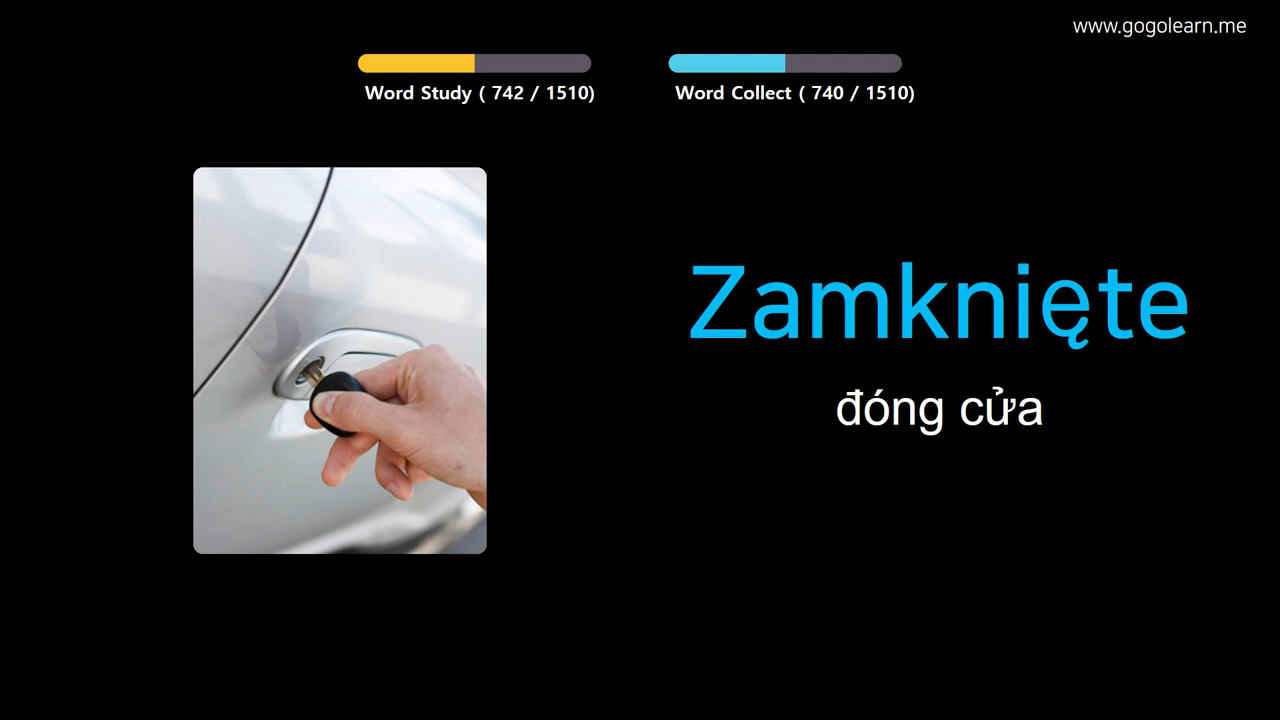 www.gogolearn.me
Word Study ( 742 / 1510)
Word Collect ( 740 / 1510)
Zamknięte
đóng cửa